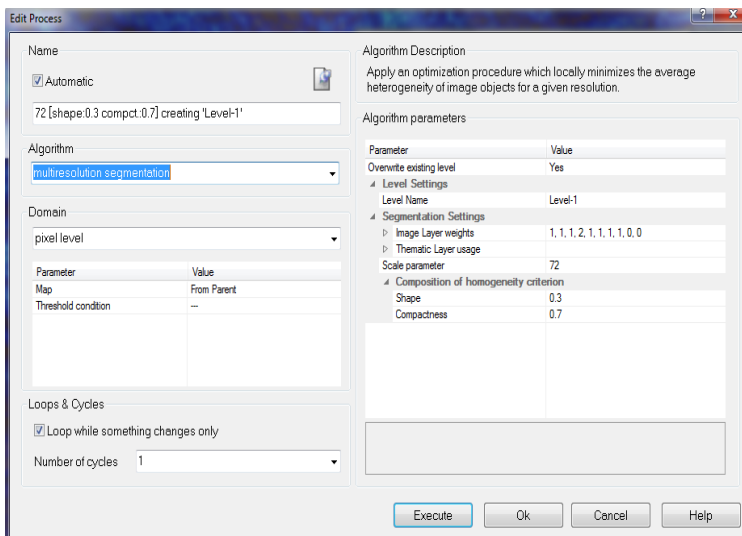 Edit Process
?
X
Name
Automatic
72 [shape:0.3 compct.:0.7] creating 'Level-1'
Algorithm
multiresolution segmentation
Domain
pixel level
Parameter Value
Map From Parent
Threshold condition ---
Loops & Cycles
Loop while something changes only
Number of cycles 1
Algorithm Description
Apply an optimization procedure which locally minimizes the average
heterogeneity of image objects for a given resolution.
Algorithm parameters
Parameter Value
Overwrite existing level Yes
Level Settings
Level Name Level-1
Segmentation Settings
Image Layer weights 1, 1, 1, 2, 1, 1, 1, 1, 0, 0
Thematic Layer usage
Scale parameter 72
Composition of homogeneity criterion
Shape 0.3
Compactness 0.7
Execute Ok Cancel Help